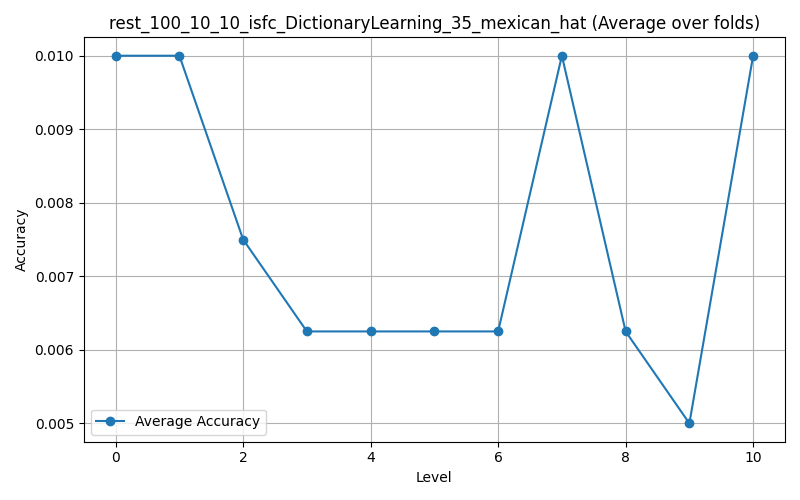 rest_100_10_10_isfc_DictionaryLearning_35_mexican_hat (Average over folds)
0.010
0.009
0.008
0.007
0.006
0.005
Accuracy
Average Accuracy
0 2 4 6 8 10
Level